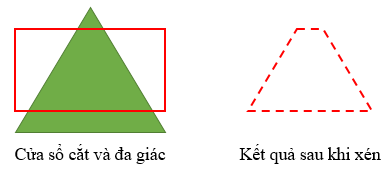 Cửa sổ cắt và đa giác
Kết quả sau khi xén